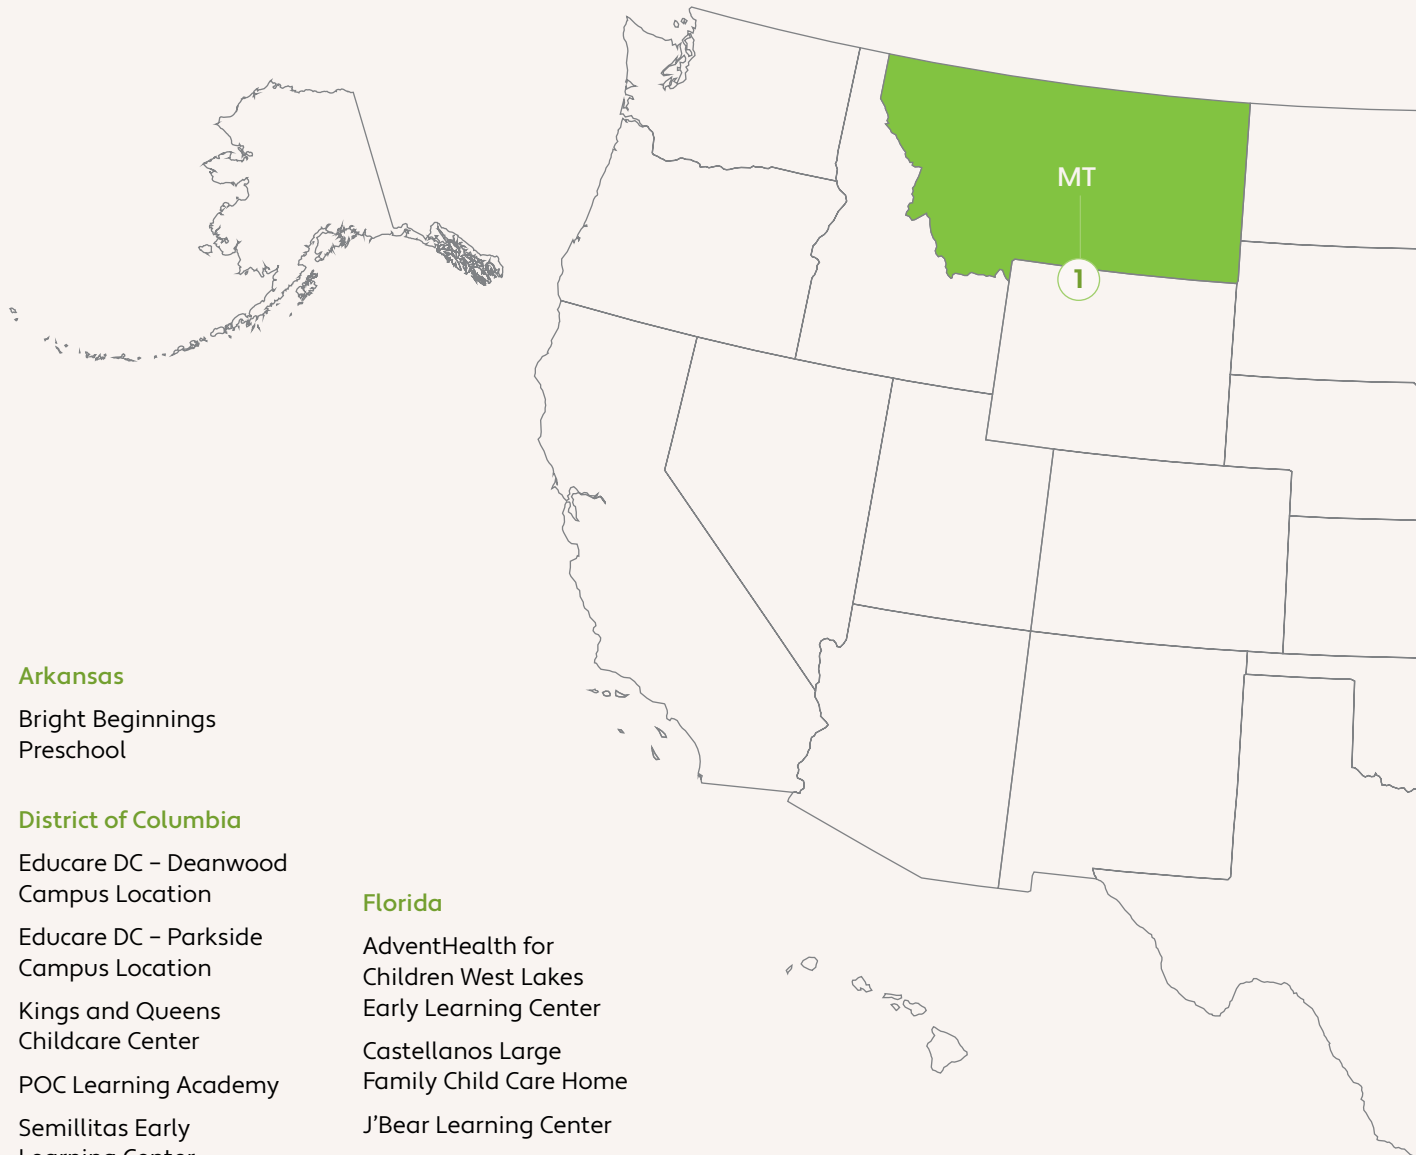 MT
1
Arkansas
Bright Beginnings
Preschool
District of Columbia
Educare DC – Deanwood
Campus Location
Educare DC – Parkside
Campus Location
Kings and Queens
Childcare Center
POC Learning Academy
Semillitas Early
Learning Center
Florida
AdventHealth for
Children West Lakes
Early Learning Center
Castellanos Large
Family Child Care Home
J’Bear Learning Center